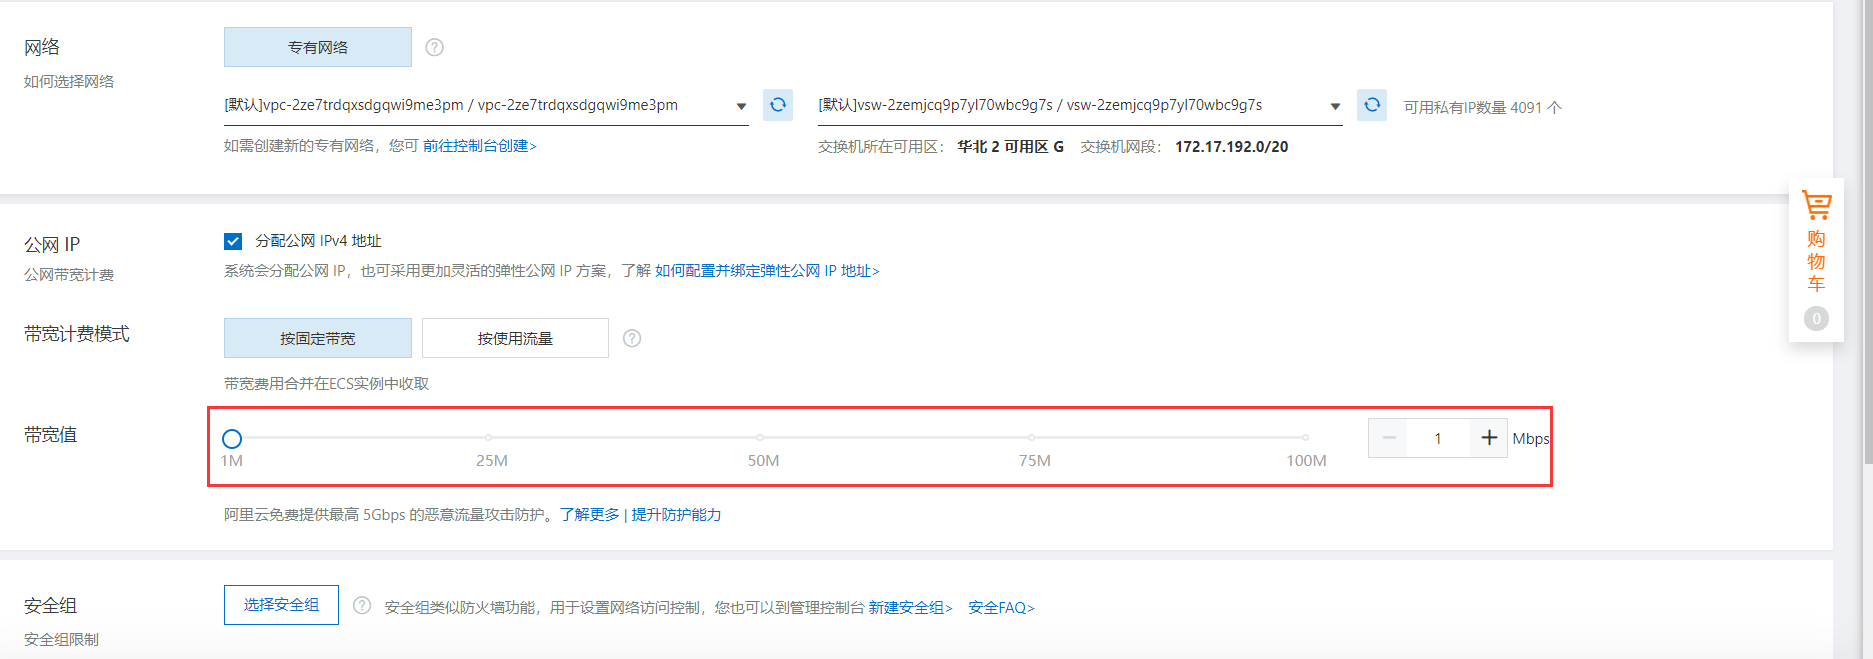 网络
专有网络
如何选择网络
[默认]vpc-2ze7trdqxsdgqwi9me3pm / vpc-2ze7trdqxsdgqwi9me3pm
[默认]vsw-2zemjcq9p7yl70wbc9g7s / vsw-2zemjcq9p7yl70wbc9g7s
可用私有IP数量 4091 个
如需创建新的专有网络，您可 前往控制台创建>
交换机所在可用区： 华北 2 可用区 G 交换机网段： 172.17.192.0/20
公网 IP
分配公网 IPv4 地址
公网带宽计费
系统会分配公网 IP，也可采用更加灵活的弹性公网 IP 方案，了解 如何配置并绑定弹性公网 IP 地址>
购物车
0
带宽计费模式
按固定带宽
按使用流量
带宽费用合并在ECS实例中收取
带宽值
1M 25M 50M 75M 100M
1 Mbps
阿里云免费提供最高 5Gbps 的恶意流量攻击防护。了解更多 | 提升防护能力
安全组
选择安全组
安全组类似防火墙功能，用于设置网络访问控制，您也可以到管理控制台 新建安全组> 安全FAQ>
安全组限制